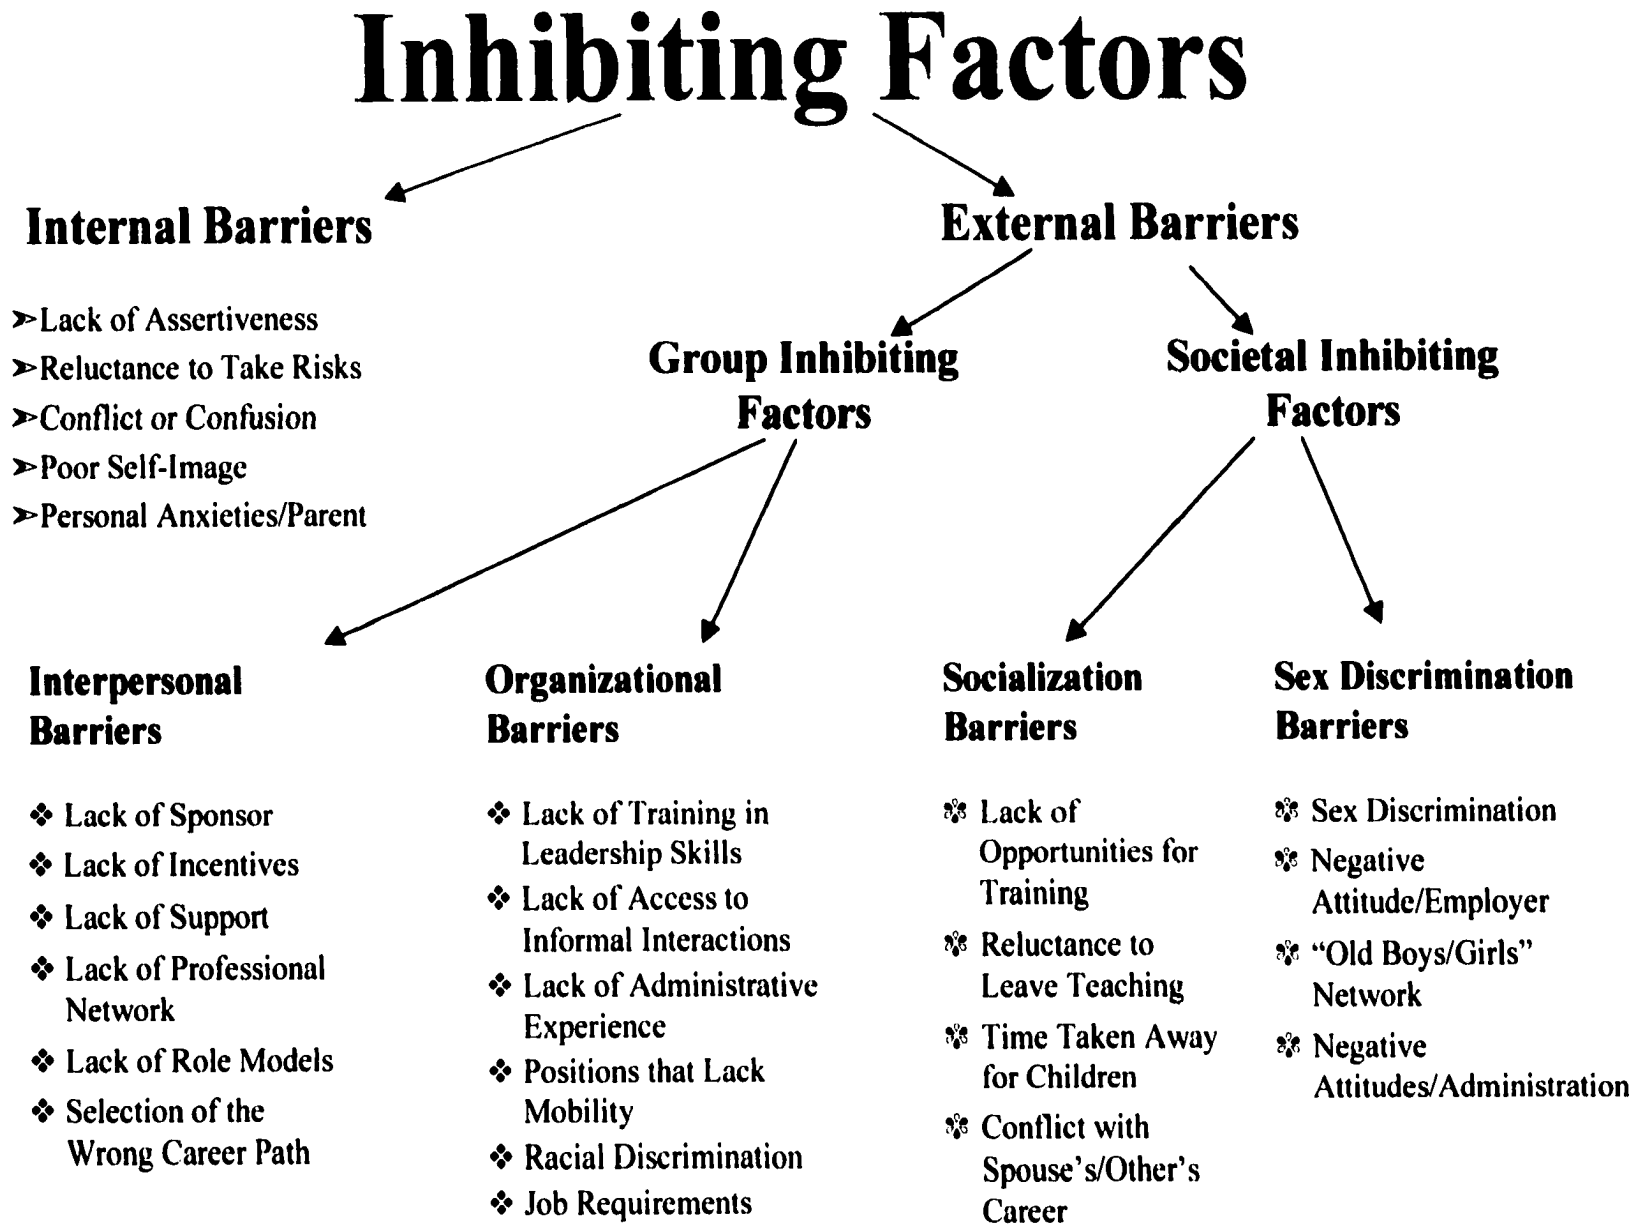 Inhibiting Factors
Internal Barriers
➢Lack of Assertiveness
➢Reluctance to Take Risks
➢Conflict or Confusion
➢Poor Self-Image
➢Personal Anxieties/Parent
External Barriers
Group Inhibiting
Factors
Societal Inhibiting
Factors
Interpersonal
Barriers
❖ Lack of Sponsor
❖ Lack of Incentives
❖ Lack of Support
❖ Lack of Professional
Network
❖ Lack of Role Models
❖ Selection of the
Wrong Career Path
Organizational
Barriers
❖ Lack of Training in
Leadership Skills
❖ Lack of Access to
Informal Interactions
❖ Lack of Administrative
Experience
❖ Positions that Lack
Mobility
❖ Racial Discrimination
❖ Job Requirements
Socialization
Barriers
Lack of
Opportunities for
Training
Reluctance to
Leave Teaching
Time Taken Away
for Children
Conflict with
Spouse's/Other's
Career
Sex Discrimination
Barriers
Sex Discrimination
Negative
Attitude/Employer
“Old Boys/Girls”
Network
Negative
Attitudes/Administration